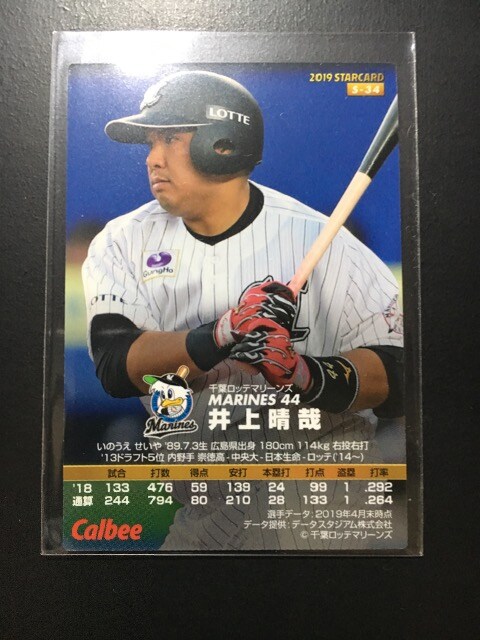 2019 STARCARD
S-34
LOTTE
GungHo
LOTTE
千葉ロッテマリーンズ
MARINES 44
井上晴哉
Marines
いのうえ せいや '89.7.3生 広島県出身 180cm 114kg 右投右打
'13ドラフト5位 内野手 崇徳高-中央大-日本生命-ロッテ('14~)
試合 打数 得点 安打 本塁打 打点 盗塁 打率
'18 133 476 59 139 24 99 1 .292
通算 244 794 80 210 28 133 1 .264
選手データ:2019年4月末時点
データ提供:データスタジアム株式会社
© 千葉ロッテマリーンズ
Calbee